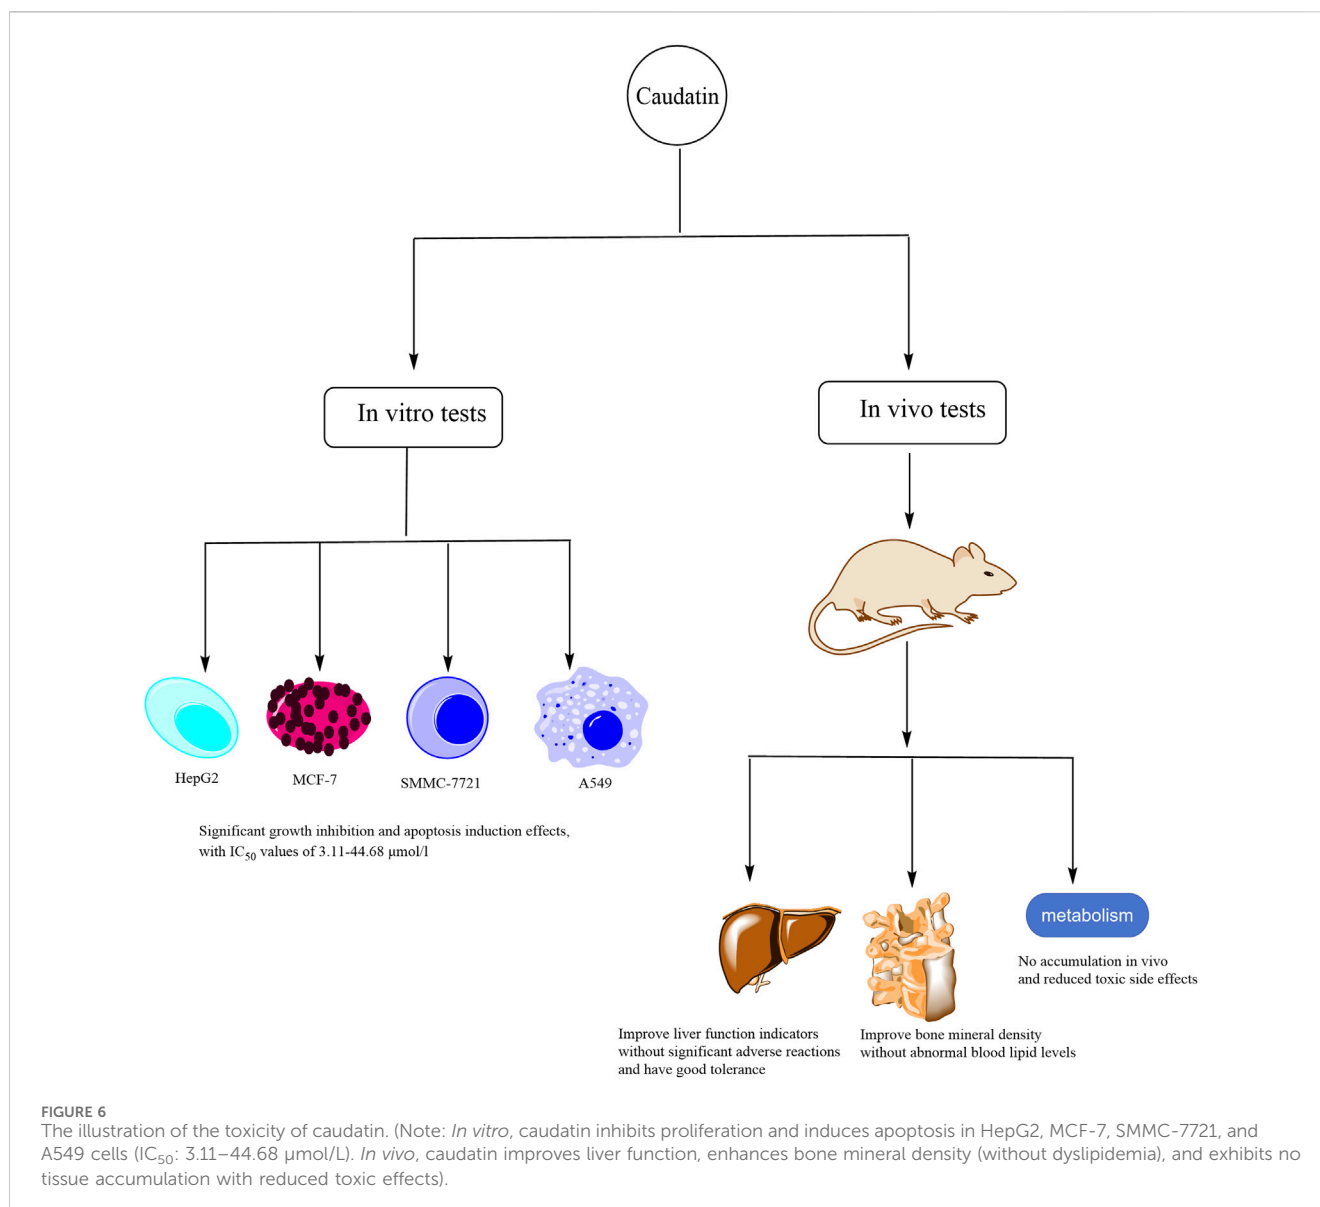 Caudatin
In vitro tests
In vivo tests
HepG2
MCF-7
SMMC-7721
A549
Significant growth inhibition and apoptosis induction effects,
with IC50 values of 3.11-44.68 μmol/l
metabolism
No accumulation in vivo
and reduced toxic side effects
Improve liver function indicators
without significant adverse reactions
and have good tolerance
Improve bone mineral density
without abnormal blood lipid levels
FIGURE 6
The illustration of the toxicity of caudatin. (Note: In vitro, caudatin inhibits proliferation and induces apoptosis in HepG2, MCF-7, SMMC-7721, and
A549 cells (IC50: 3.11–44.68 μmol/L). In vivo, caudatin improves liver function, enhances bone mineral density (without dyslipidemia), and exhibits no
tissue accumulation with reduced toxic effects).